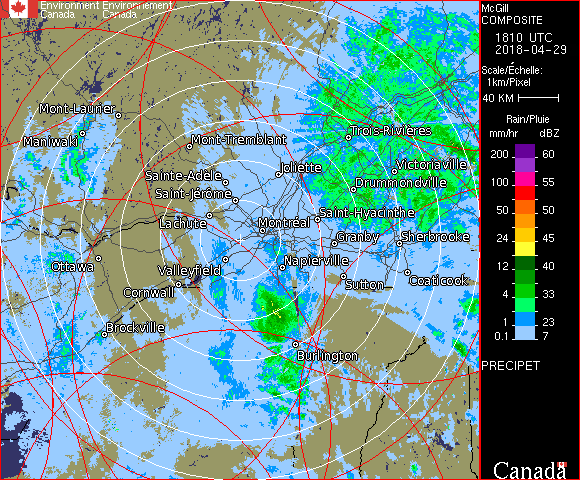 Environment Environnement
Canada Canada
McGill
COMPOSITE
1810 UTC
2018-04-29
Scale/Échelle:
1km/Pixel
40 KM
Rain/Pluie
mm/hr dBZ
200 60
100 55
50 50
24 45
12 40
4 33
1 23
0.1 7
PRECIPET
Canada
Mont-Laurier
Maniwaki
Mont-Tremblant
Trois-Rivieres
Joliette
Victoriaville
Sainte-Adele
Drummondville
Saint-Jérôme
Saint-Hyacinthe
Lachute
Montréal
Granby
Sherbrooke
Ottawa
Valleyfield
Napierville
Sutton
Coaticook
Cornwall
Brockville
Burlington